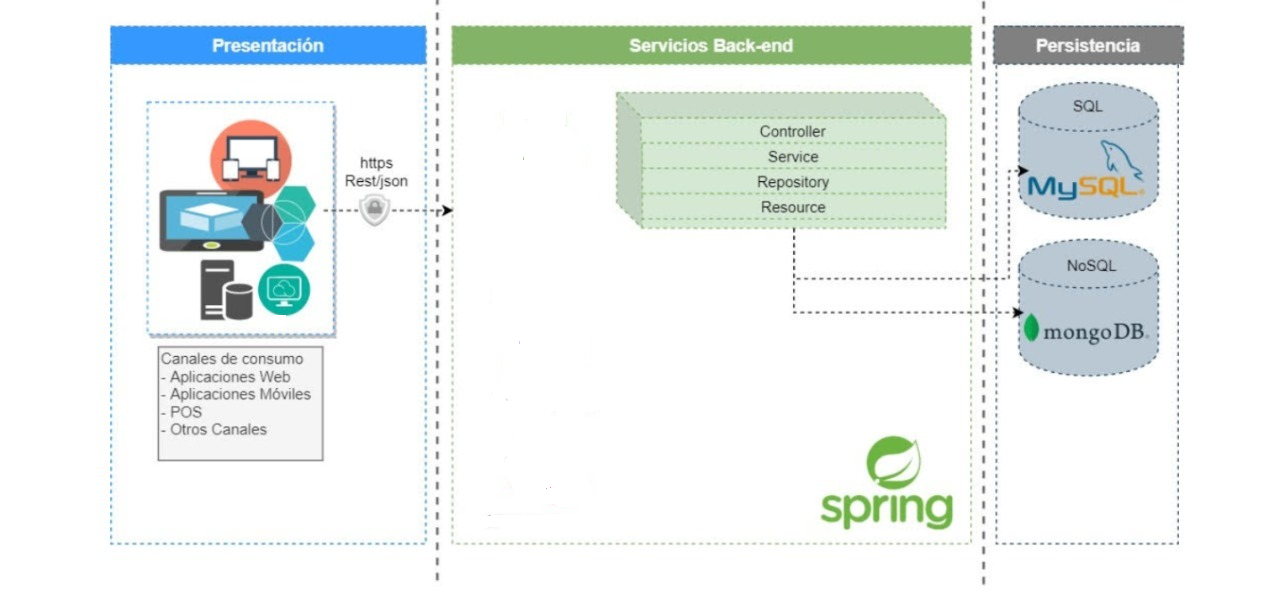 Presentación
https
Rest/json
Canales de consumo
- Aplicaciones Web
- Aplicaciones Móviles
- POS
- Otros Canales
Servicios Back-end
Controller
Service
Repository
Resource
spring
Persistencia
SQL
MySQL
NoSQL
mongoDB